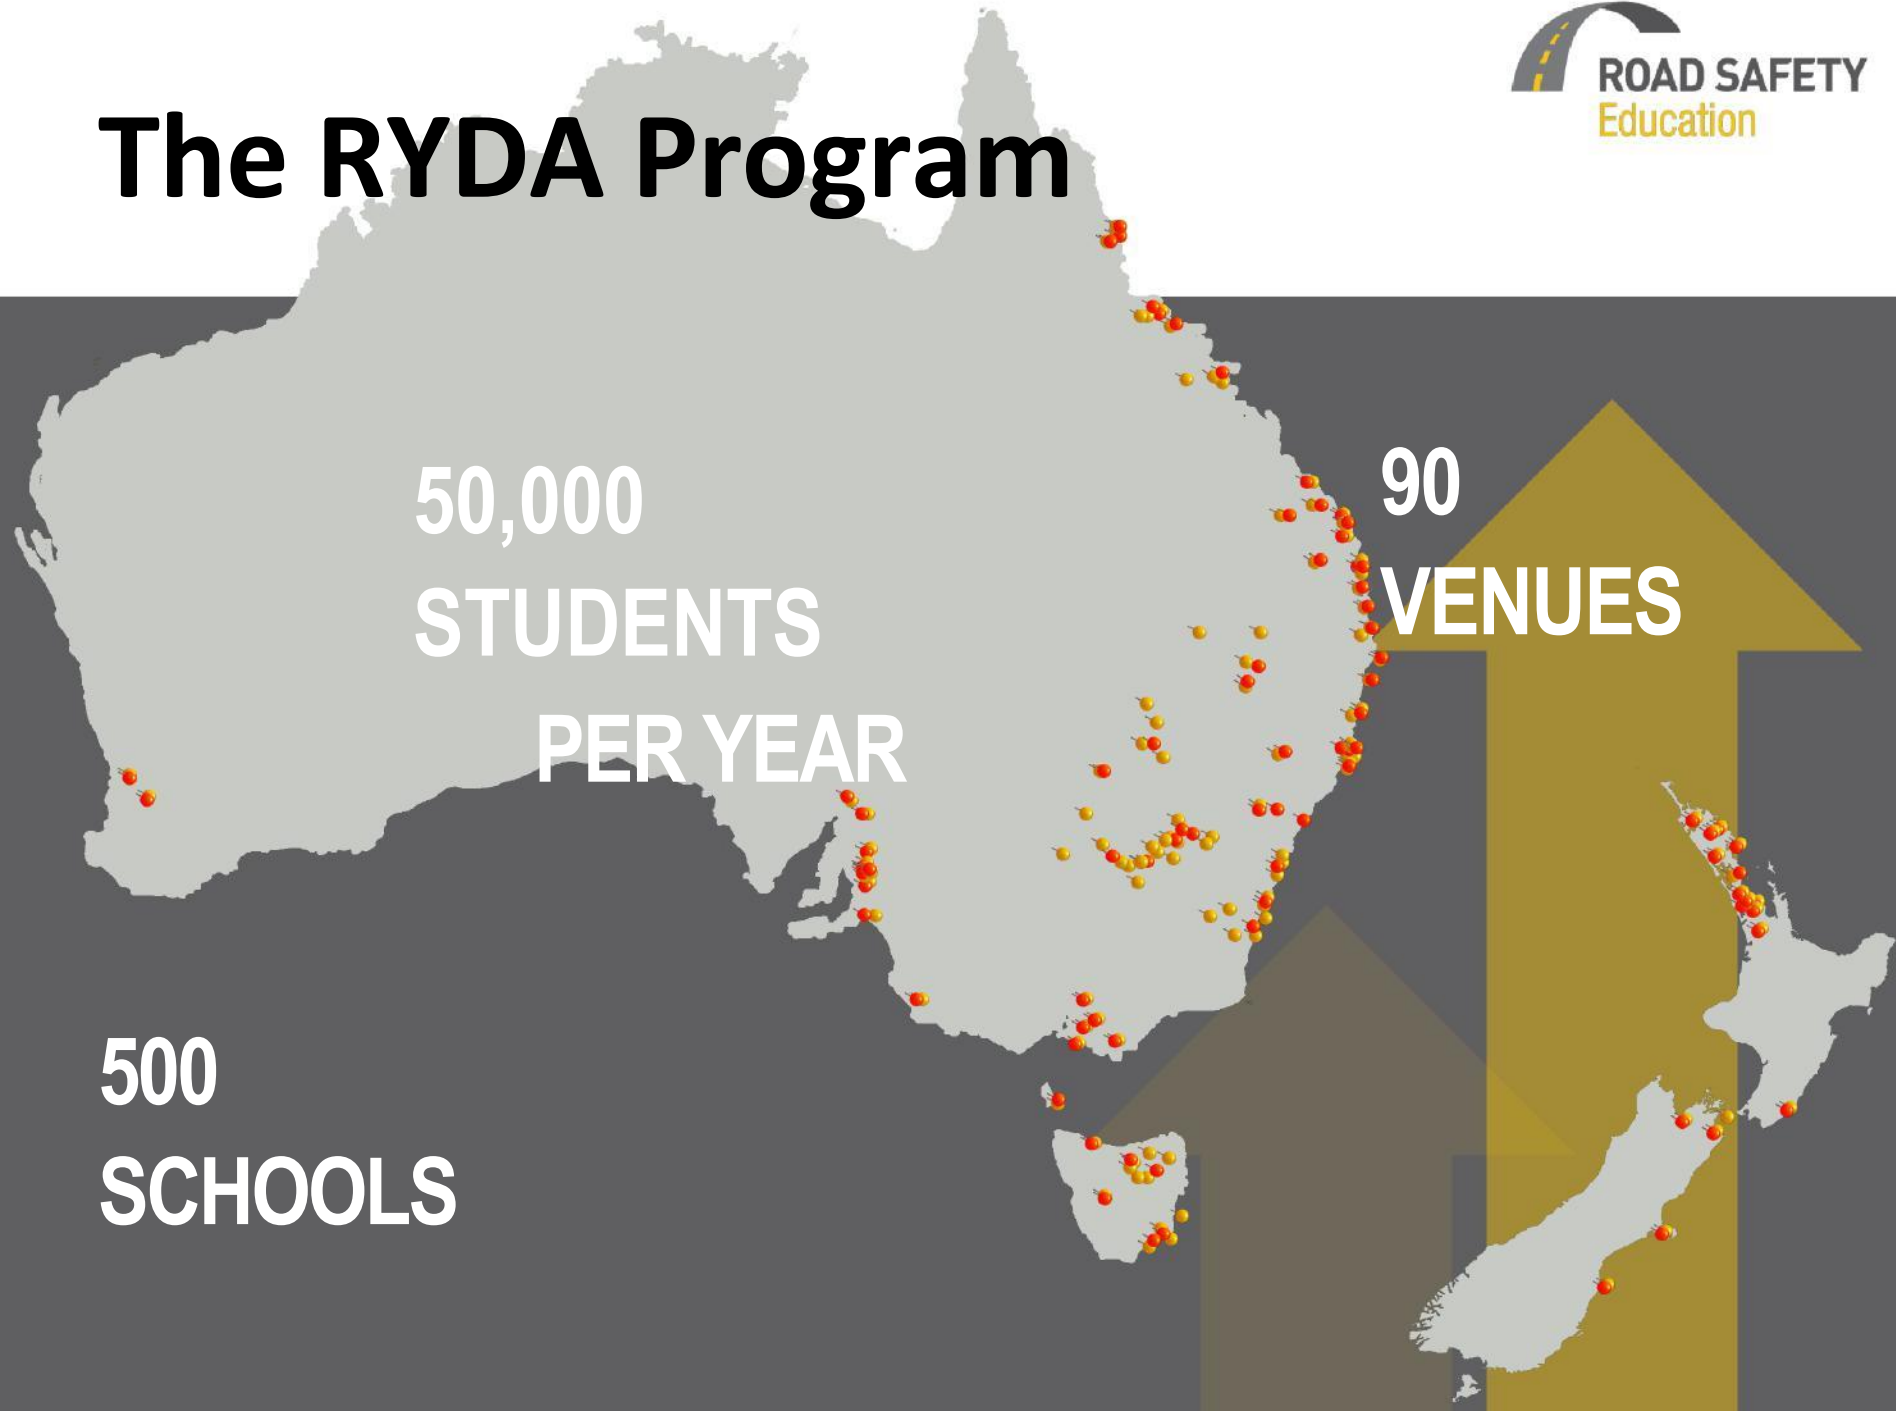 ROAD SAFETY
Education
The RYDA Program
50,000
STUDENTS
PER YEAR
90
VENUES
500
SCHOOLS